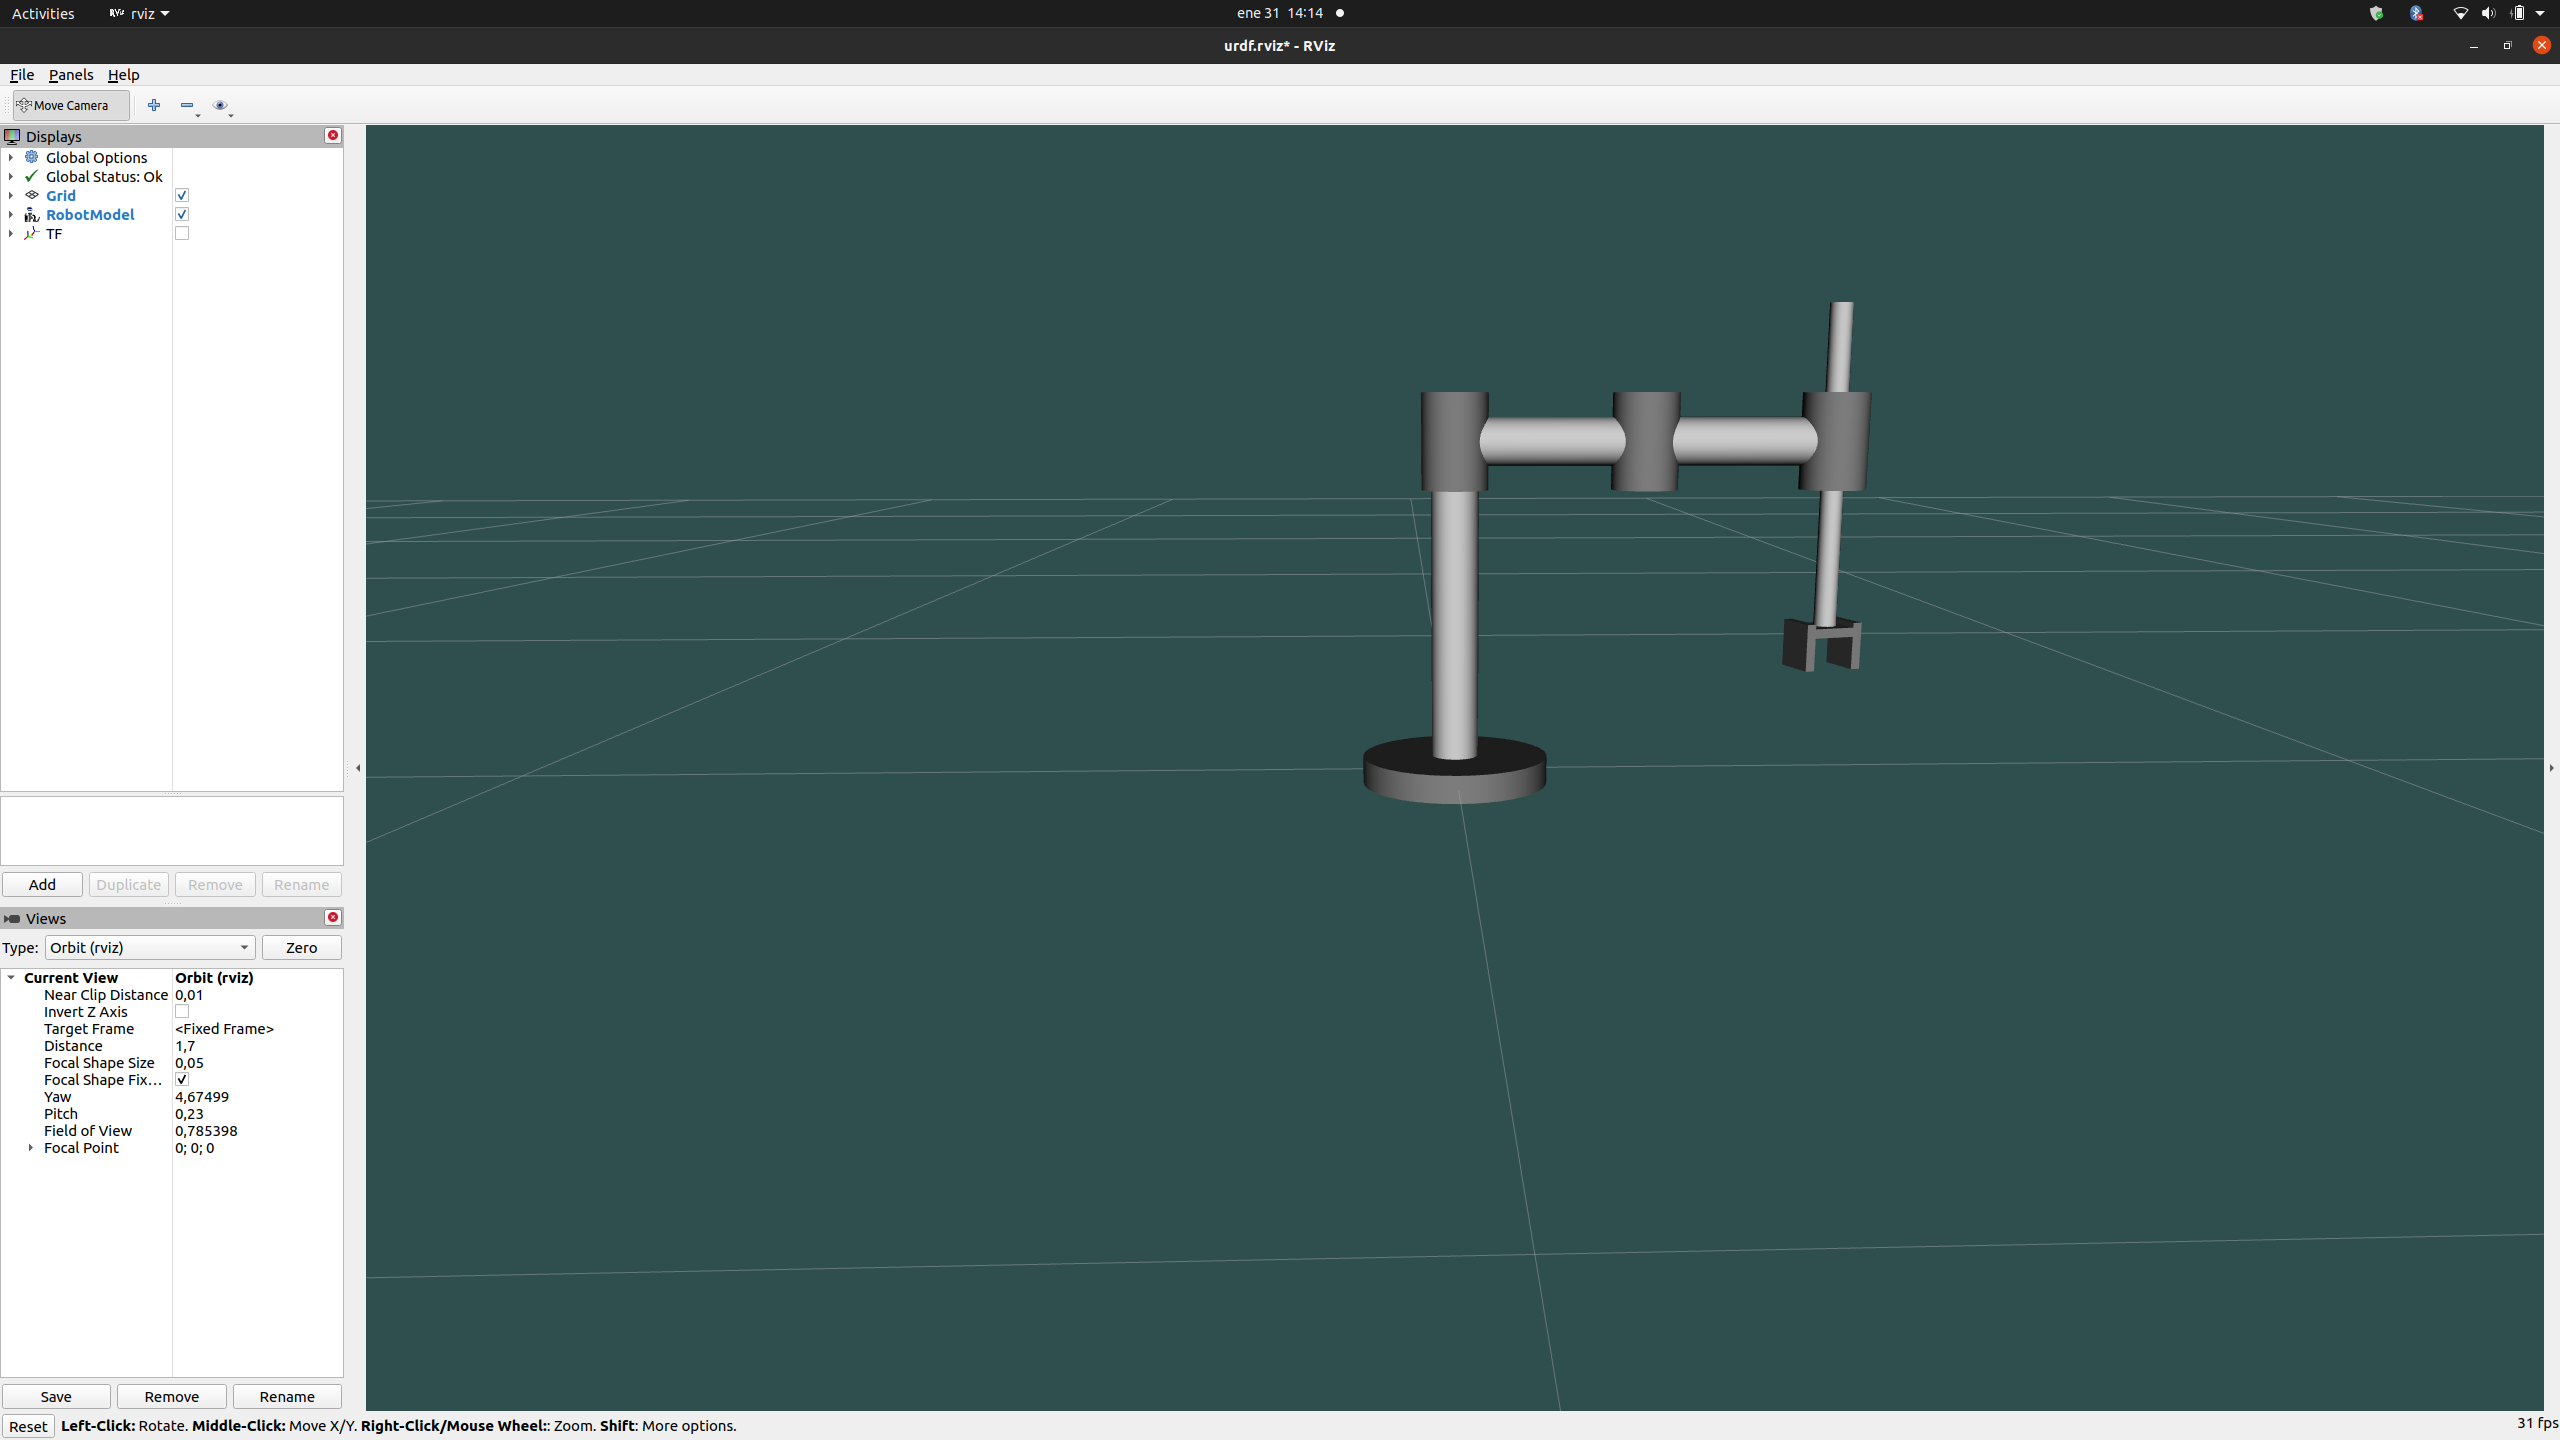 Activities rviz ene 31 14:14
urdf.rviz* - RViz
File Panels Help
Move Camera
Displays
Global Options
Global Status: Ok
Grid
RobotModel
TF
Add Duplicate Remove Rename
Views
Type: Orbit (rviz) Zero
Current View Orbit (rviz)
Near Clip Distance 0,01
Invert Z Axis
Target Frame <Fixed Frame>
Distance 1,7
Focal Shape Size 0,05
Focal Shape Fix...
Yaw 4,67499
Pitch 0,23
Field of View 0,785398
Focal Point 0; 0; 0
Save Remove Rename
Reset Left-Click: Rotate. Middle-Click: Move X/Y. Right-Click/Mouse Wheel:: Zoom. Shift: More options. 31 fps